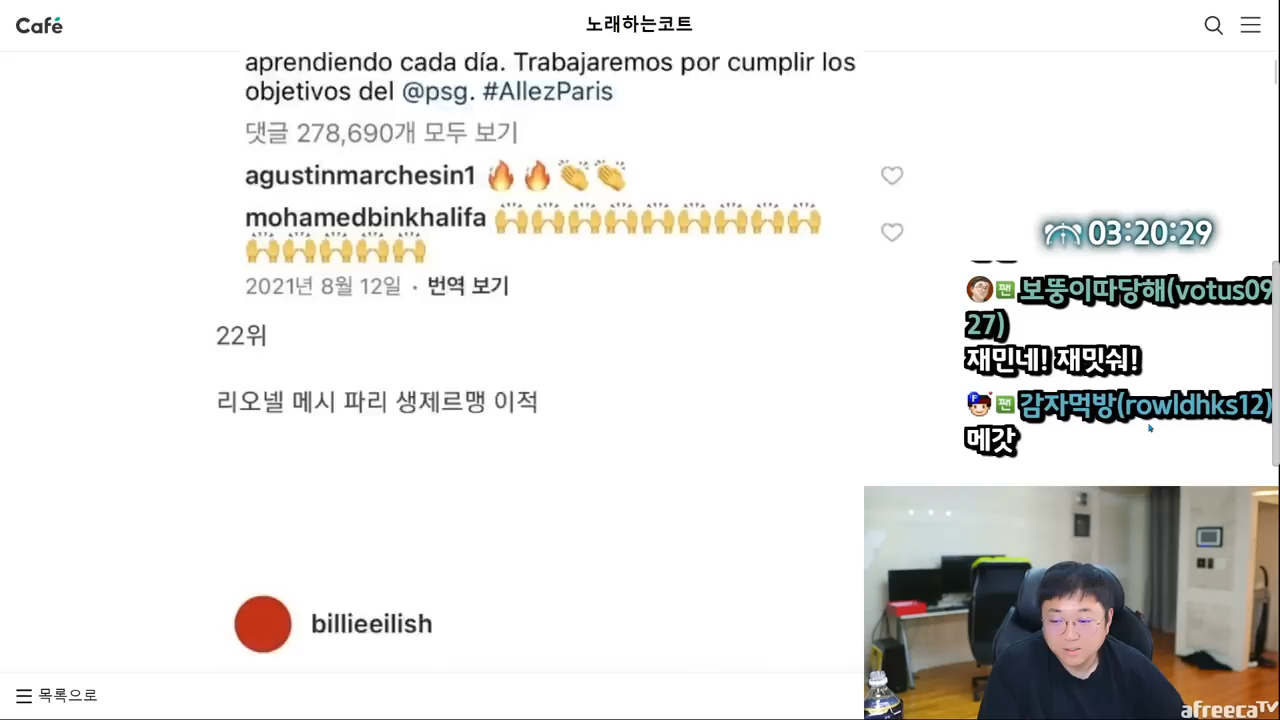 Café
노래하는코트
aprendiendo cada día. Trabajaremos por cumplir los
objetivos del @psg. #AllezParis
댓글 278,690개 모두 보기
agustinmarchesin1 🔥🔥👏👏
mohamedbinkhalifa 🙌🙌🙌🙌🙌🙌🙌🙌🙌
🙌🙌🙌🙌🙌
2021년 8월 12일 · 번역 보기
22위
리오넬 메시 파리 생제르맹 이적
billieeilish
목록으로
03:20:29
팬 보뚱이따당해(votus09
27)
재민네! 재밋숴!
팬 감자먹방(rowldhks12)
메갓
afreecaTV